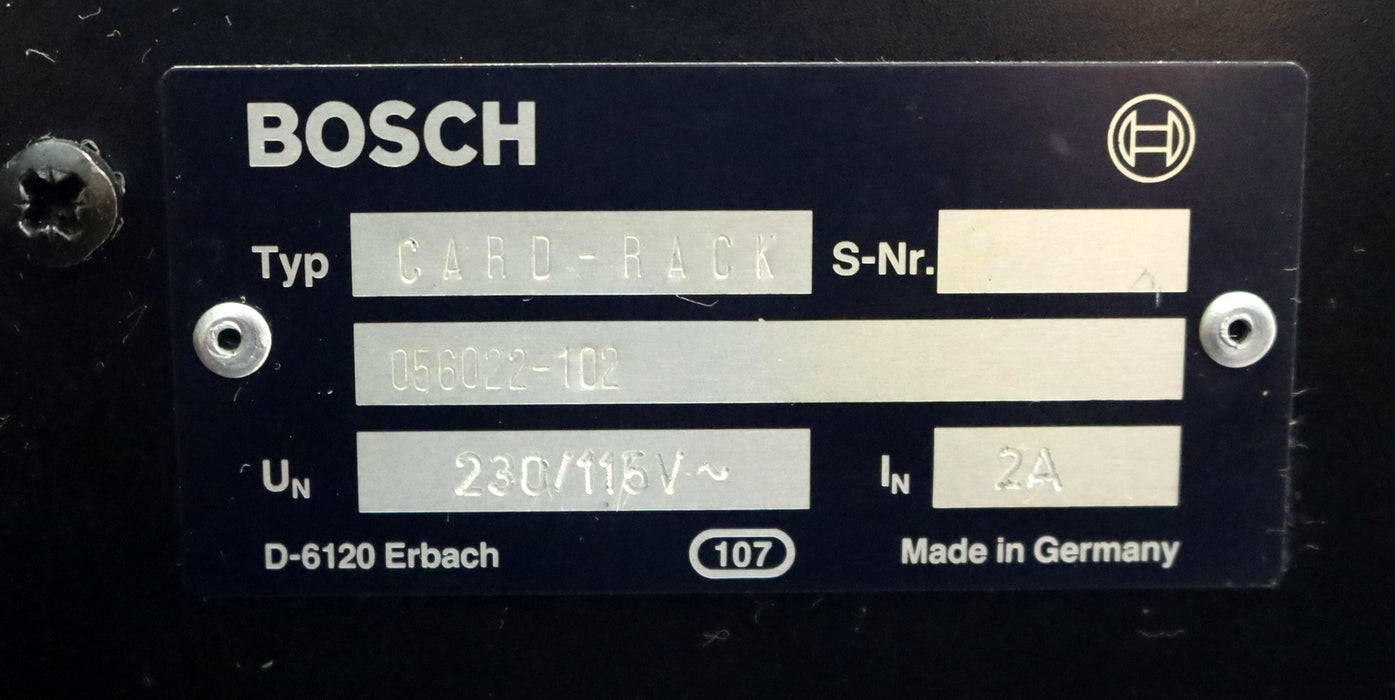 BOSCH
Typ CARD-RACK S-Nr.
056022-102
UN 230/115V~ IN 2A
D-6120 Erbach 107 Made in Germany